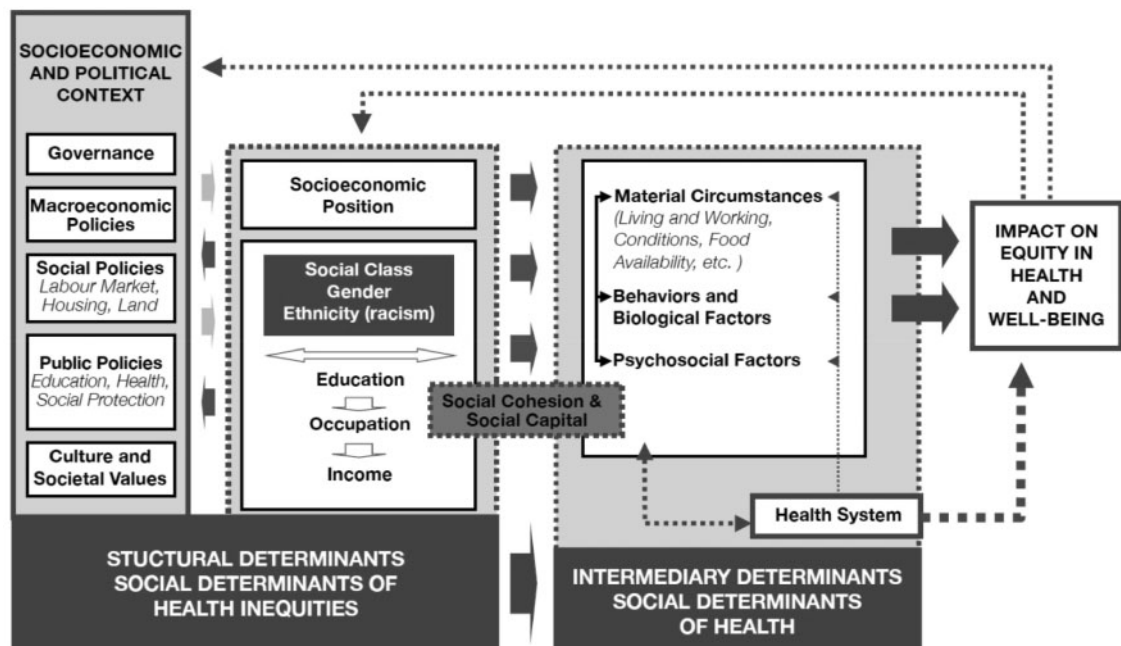 SOCIOECONOMIC
AND POLITICAL
CONTEXT
Governance
Macroeconomic
Policies
Social Policies
Labour Market,
Housing, Land
Public Policies
Education, Health,
Social Protection
Culture and
Societal Values
Socioeconomic
Position
Social Class
Gender
Ethnicity (racism)
Education
Occupation
Income
Social Cohesion &
Social Capital
Material Circumstances
(Living and Working,
Conditions, Food
Availability, etc. )
Behaviors and
Biological Factors
Psychosocial Factors
Health System
IMPACT ON
EQUITY IN
HEALTH
AND
WELL-BEING
STUCTURAL DETERMINANTS
SOCIAL DETERMINANTS OF
HEALTH INEQUITIES
INTERMEDIARY DETERMINANTS
SOCIAL DETERMINANTS
OF HEALTH